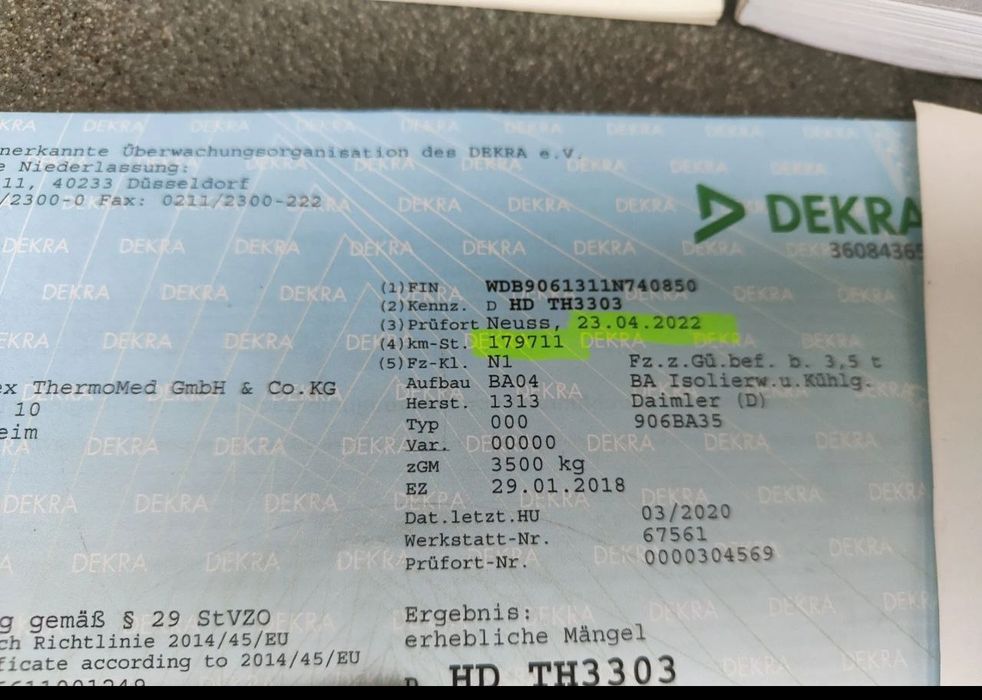 nerkannte Überwachungsorganisation des DEKRA e.V.
e Niederlassung:
11, 40233 Düsseldorf
/2300-0 Fax: 0211/2300-222
DEKRA
3608436
(1)FIN WDB9061311N740850
(2)Kennz. D HD TH3303
(3)Prüfort Neuss, 23.04.2022
(4)km-St. 179711
(5)Fz-Kl. N1 Fz.z.Gü.bef. b. 3,5 t
Aufbau BA04 BA Isolierw.u.Kühlg.
Herst. 1313 Daimler (D)
Typ 000 906BA35
Var. 00000
zGM 3500 kg
EZ 29.01.2018
Dat.letzt.HU 03/2020
Werkstatt-Nr. 67561
Prüfort-Nr. 0000304569
ex ThermoMed GmbH & Co.KG
10
eim
g gemäß § 29 StVZO
ch Richtlinie 2014/45/EU
ficate according to 2014/45/EU
Ergebnis:
erhebliche Mängel
D HD TH3303